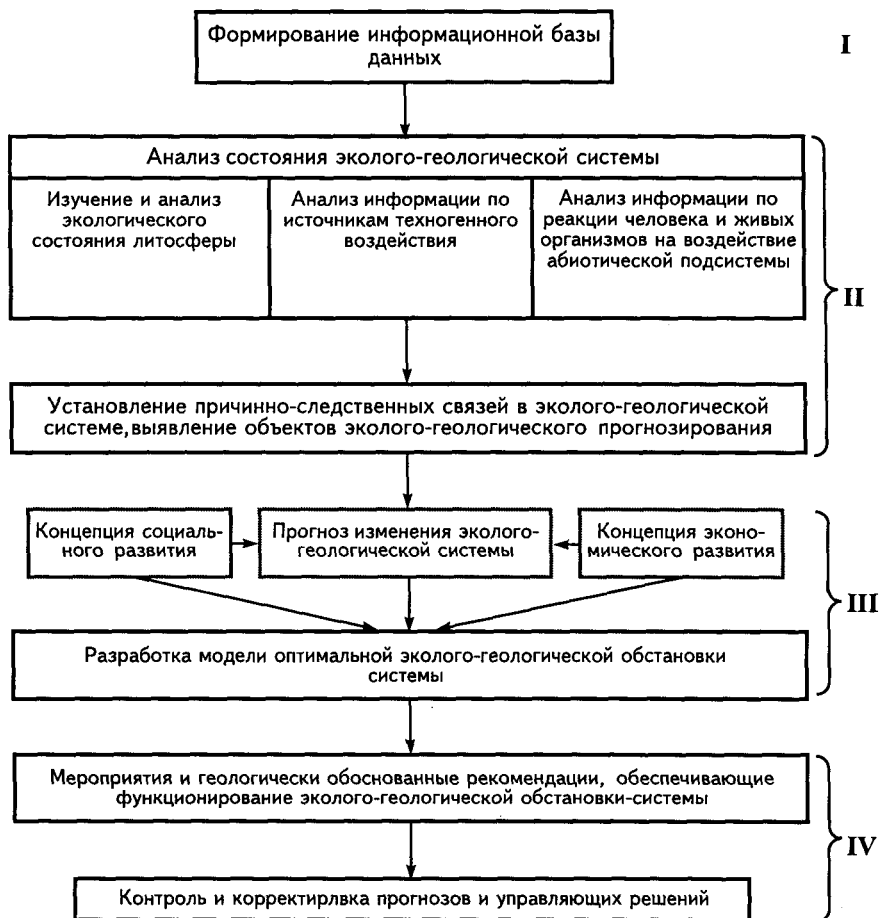 Формирование информационной базы
данных
I
Анализ состояния эколого-геологической системы
Изучение и анализ
экологического
состояния литосферы
Анализ информации по
источникам техногенного
воздействия
Анализ информации по
реакции человека и живых
организмов на воздействие
абиотической подсистемы
II
Установление причинно-следственных связей в эколого-геологической
системе,выявление объектов эколого-геологического прогнозирования
Концепция социаль-
ного развития
Прогноз изменения эколого-
геологической системы
Концепция эконо-
мического развития
III
Разработка модели оптимальной эколого-геологической обстановки
системы
Мероприятия и геологически обоснованные рекомендации, обеспечивающие
функционирование эколого-геологической обстановки-системы
IV
Контроль и корректирлвка прогнозов и управляющих решений